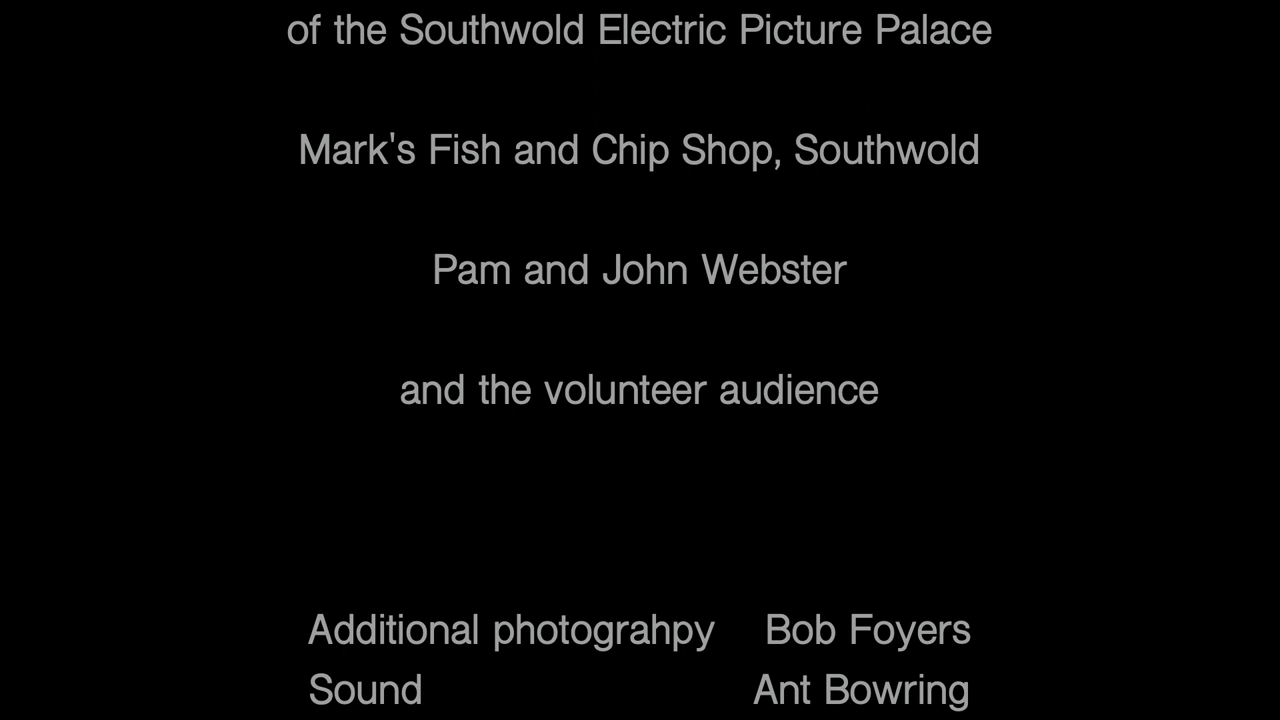 of the Southwold Electric Picture Palace
Mark's Fish and Chip Shop, Southwold
Pam and John Webster
and the volunteer audience
Additional photograhpy Bob Foyers
Sound Ant Bowring